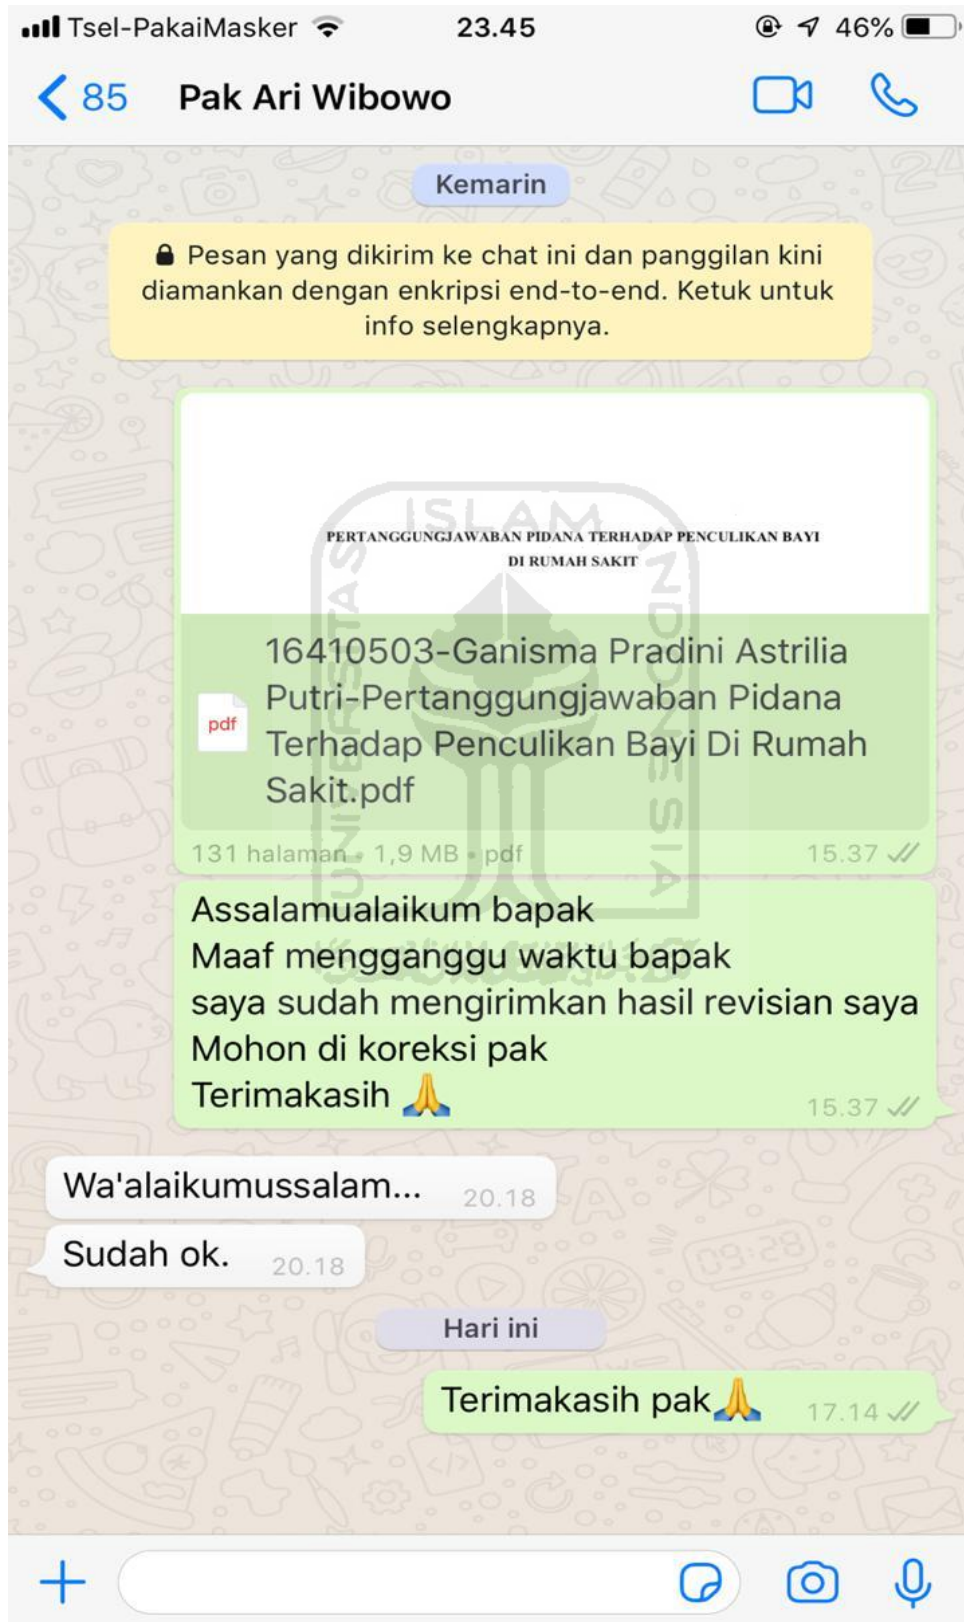 Tsel-PakaiMasker 23.45 46%
85 Pak Ari Wibowo
Kemarin
Pesan yang dikirim ke chat ini dan panggilan kini
diamankan dengan enkripsi end-to-end. Ketuk untuk
info selengkapnya.
PERTANGGUNGJAWABAN PIDANA TERHADAP PENCULIKAN BAYI
DI RUMAH SAKIT
pdf
16410503-Ganisma Pradini Astrilia
Putri-Pertanggungjawaban Pidana
Terhadap Penculikan Bayi Di Rumah
Sakit.pdf
131 halaman • 1,9 MB • pdf 15.37
UNIVERSITAS ISLAM INDONESIA
Assalamualaikum bapak
Maaf mengganggu waktu bapak
saya sudah mengirimkan hasil revisian saya
Mohon di koreksi pak
Terimakasih 🙏 15.37
Wa'alaikumussalam... 20.18
Sudah ok. 20.18
Hari ini
Terimakasih pak🙏 17.14